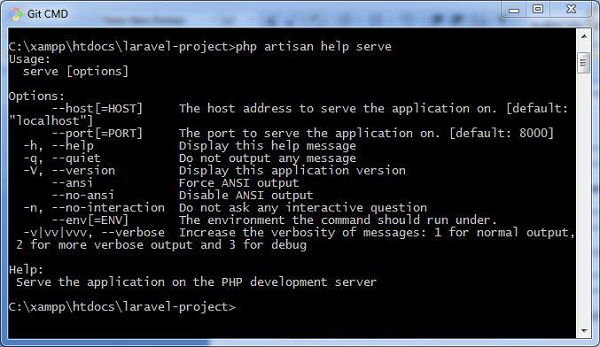 Git CMD
C:\xampp\htdocs\laravel-project>php artisan help serve
Usage:
  serve [options]

Options:
      --host[=HOST]     The host address to serve the application on. [default:
"localhost"]
      --port[=PORT]     The port to serve the application on. [default: 8000]
  -h, --help            Display this help message
  -q, --quiet           Do not output any message
  -V, --version         Display this application version
      --ansi            Force ANSI output
      --no-ansi         Disable ANSI output
  -n, --no-interaction  Do not ask any interactive question
      --env[=ENV]       The environment the command should run under.
  -v|vv|vvv, --verbose  Increase the verbosity of messages: 1 for normal output,
 2 for more verbose output and 3 for debug

Help:
 Serve the application on the PHP development server

C:\xampp\htdocs\laravel-project>